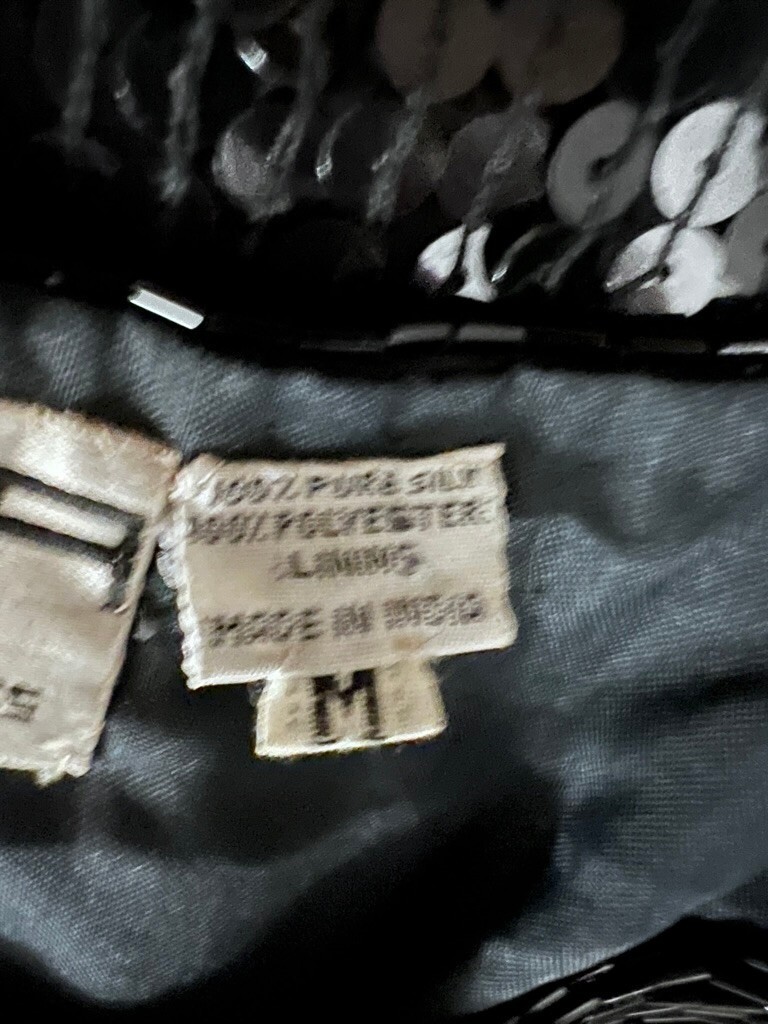 100% PURE SILK
100% POLYESTER
LINING
MADE IN INDIA
M